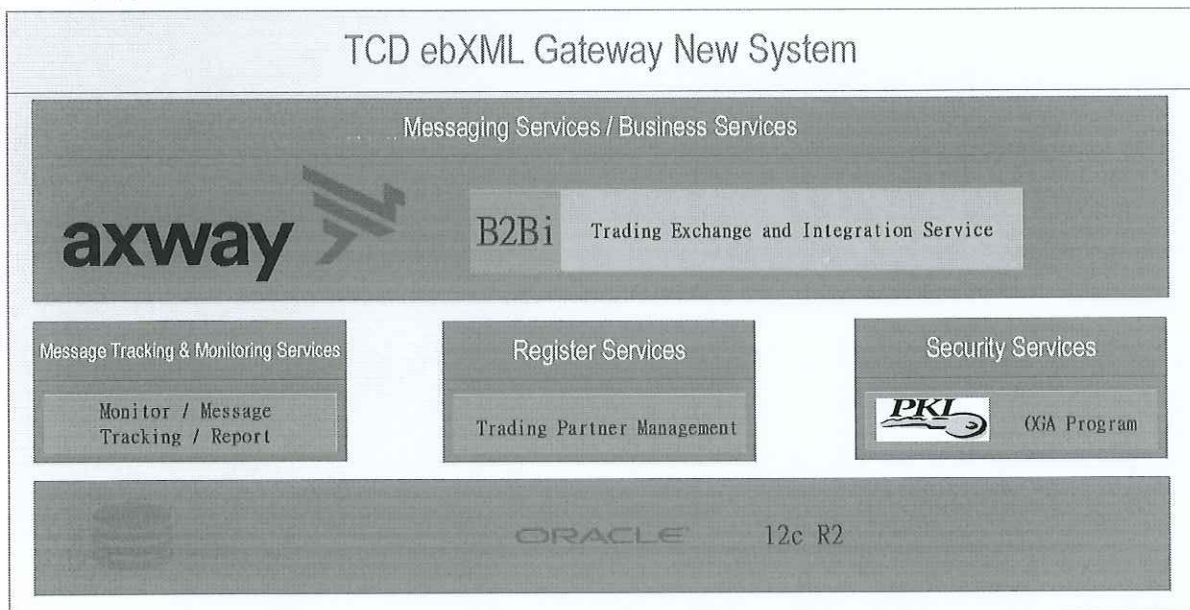 TCD ebXML Gateway New System
Messaging Services / Business Services
axway
B2Bi
Trading Exchange and Integration Service
Message Tracking & Monitoring Services
Monitor / Message
Tracking / Report
Register Services
Trading Partner Management
Security Services
PKI
OGA Program
ORACLE
12c R2